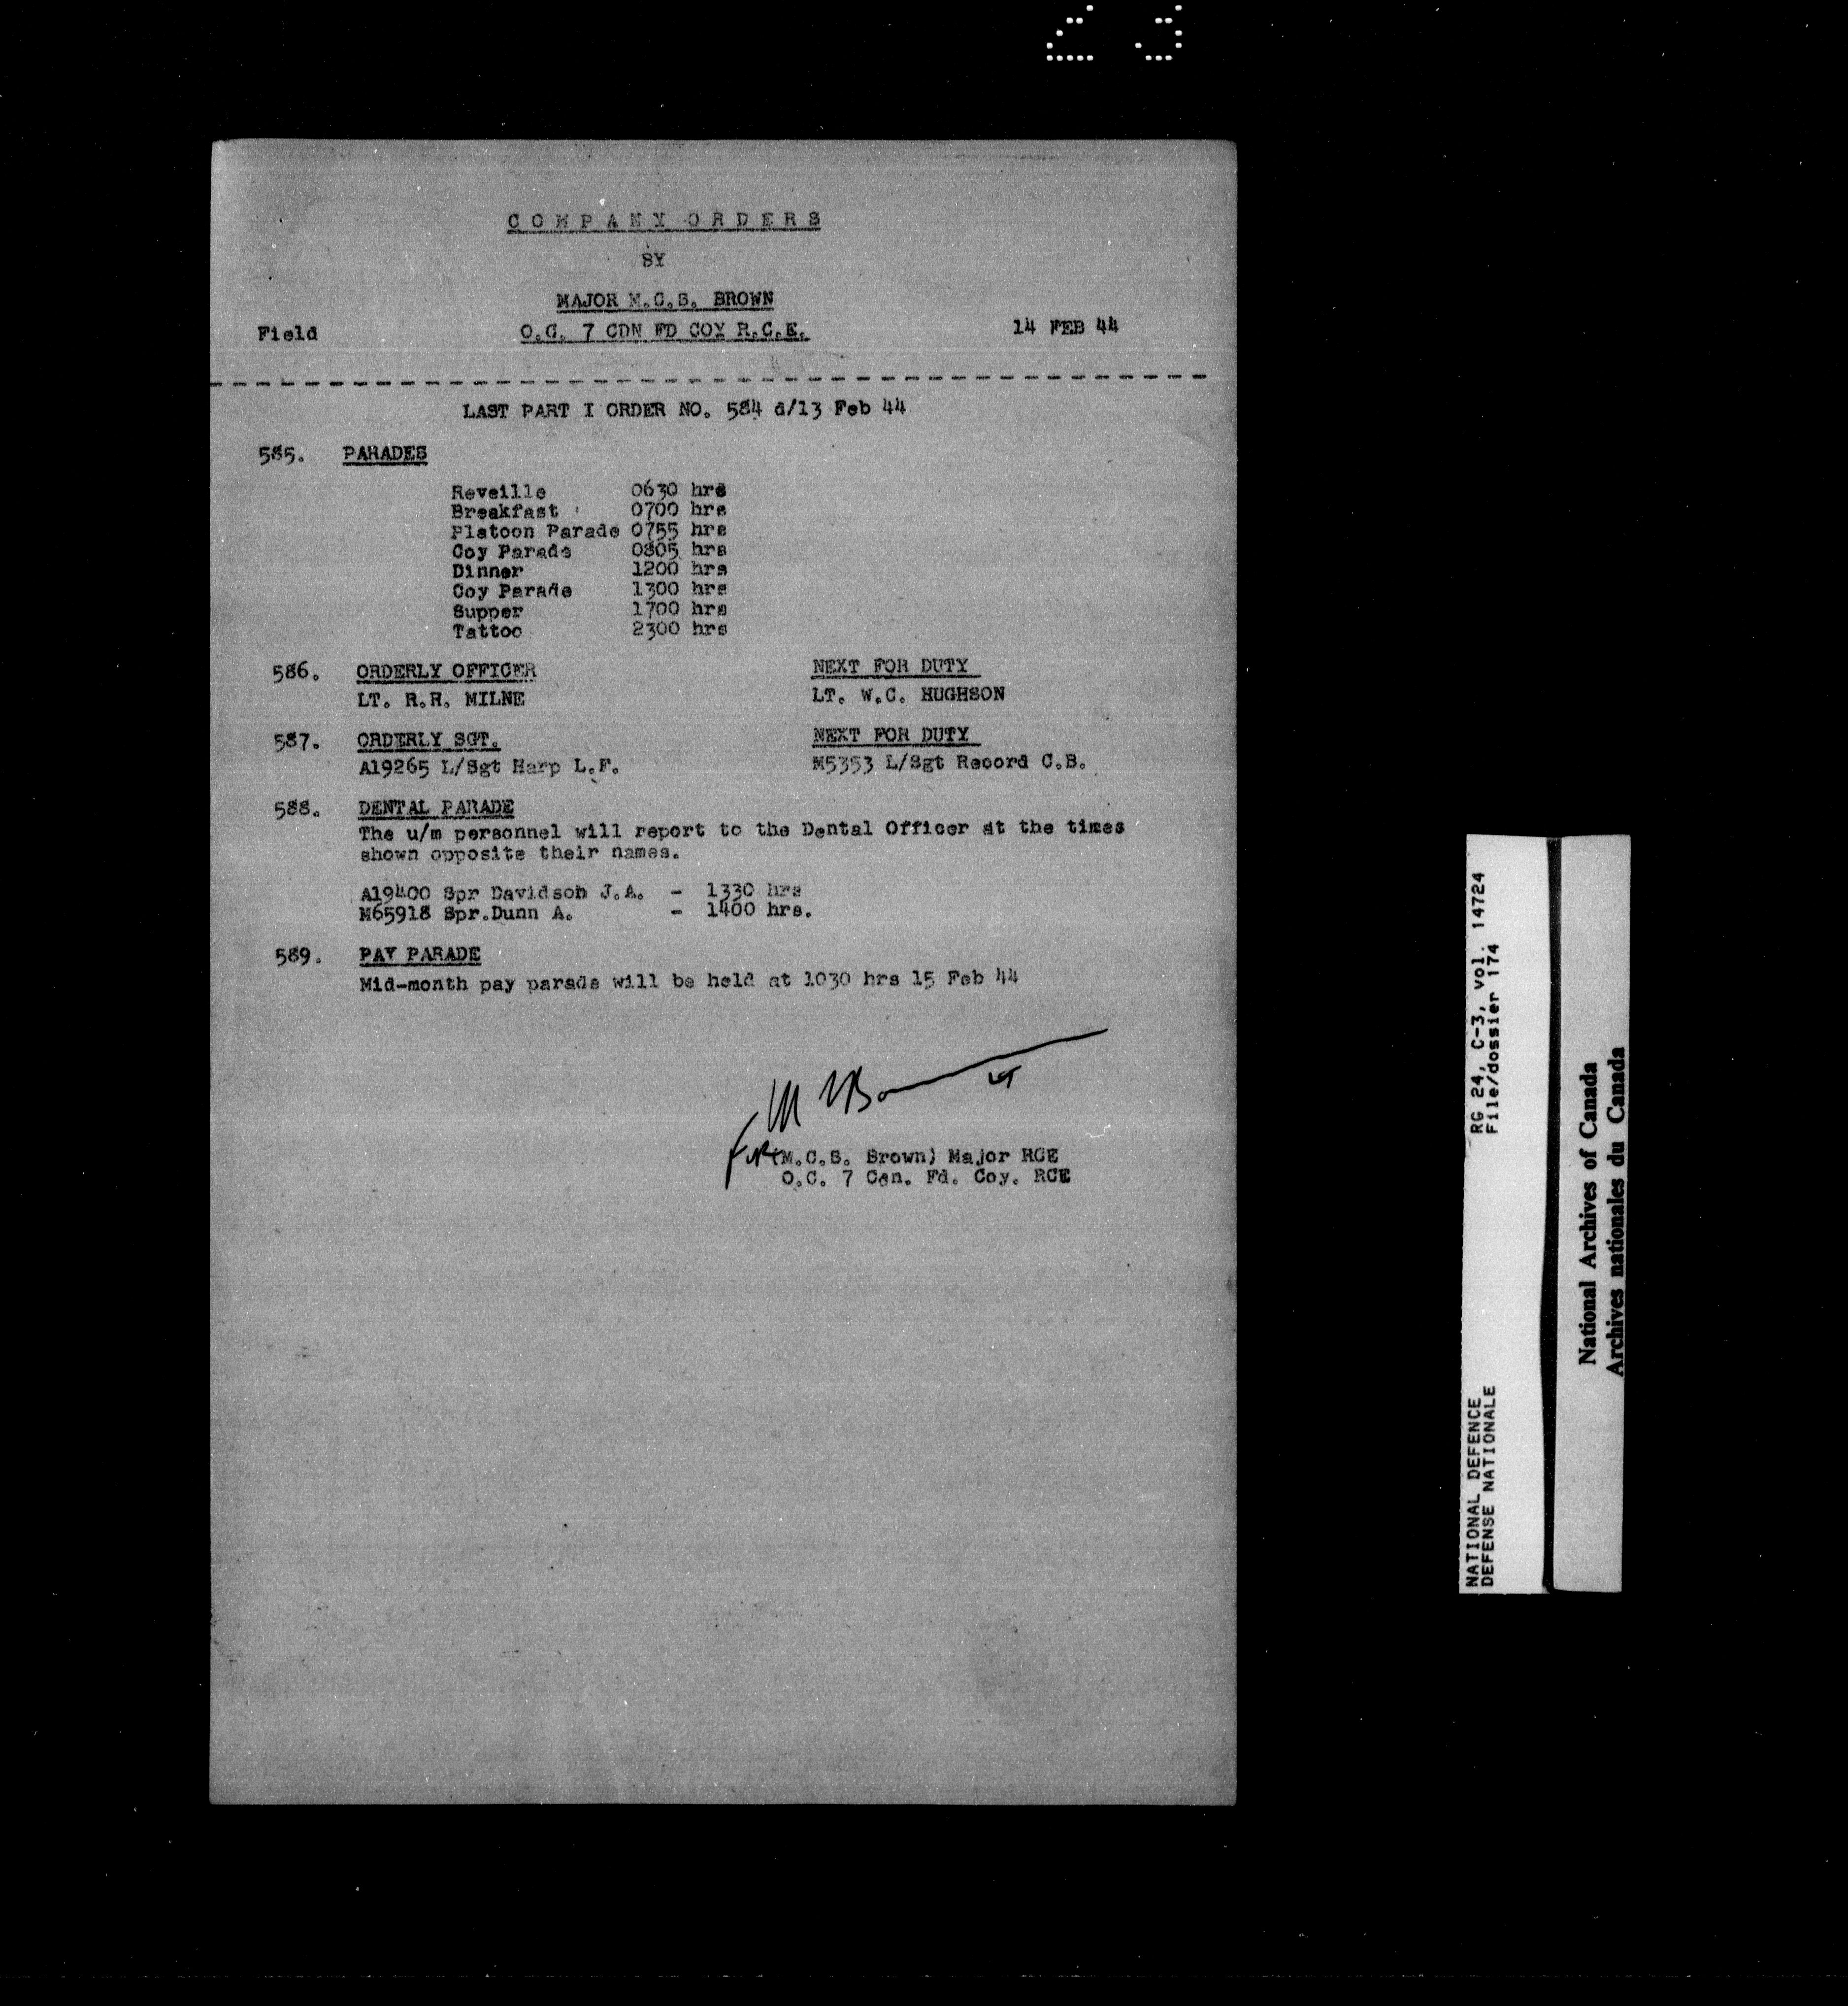 COMPANY ORDERS
BY
MAJOR M.C.S. BROWN
Field O.C. 7 CDN FD COY R.C.E. 14 FEB 44
LAST PART I ORDER NO. 584 d/13 Feb 44
585. PARADES
Reveille 0630 hrs
Breakfast 0700 hrs
Platoon Parade 0755 hrs
Coy Parade 0805 hrs
Dinner 1200 hrs
Coy Parade 1300 hrs
Supper 1700 hrs
Tattoo 2300 hrs
586. ORDERLY OFFICER NEXT FOR DUTY
LT. R.R. MILNE LT. W.C. HUGHSON
587. ORDERLY SGT. NEXT FOR DUTY
A19265 L/Sgt Harp L.F. M5353 L/Sgt Record C.B.
588. DENTAL PARADE
The u/m personnel will report to the Dental Officer at the times
shown opposite their names.
A19400 Spr Davidson J.A. - 1330 hrs
M65918 Spr.Dunn A. - 1400 hrs.
589. PAY PARADE
Mid-month pay parade will be held at 1030 hrs 15 Feb 44
LT
for (M.C.S. Brown) Major RCE
O.C. 7 Can. Fd. Coy. RCE
RG 24, C-3, vol. 14724
File/dossier 174
NATIONAL DEFENCE
DEFENSE NATIONALE
National Archives of Canada
Archives nationales du Canada